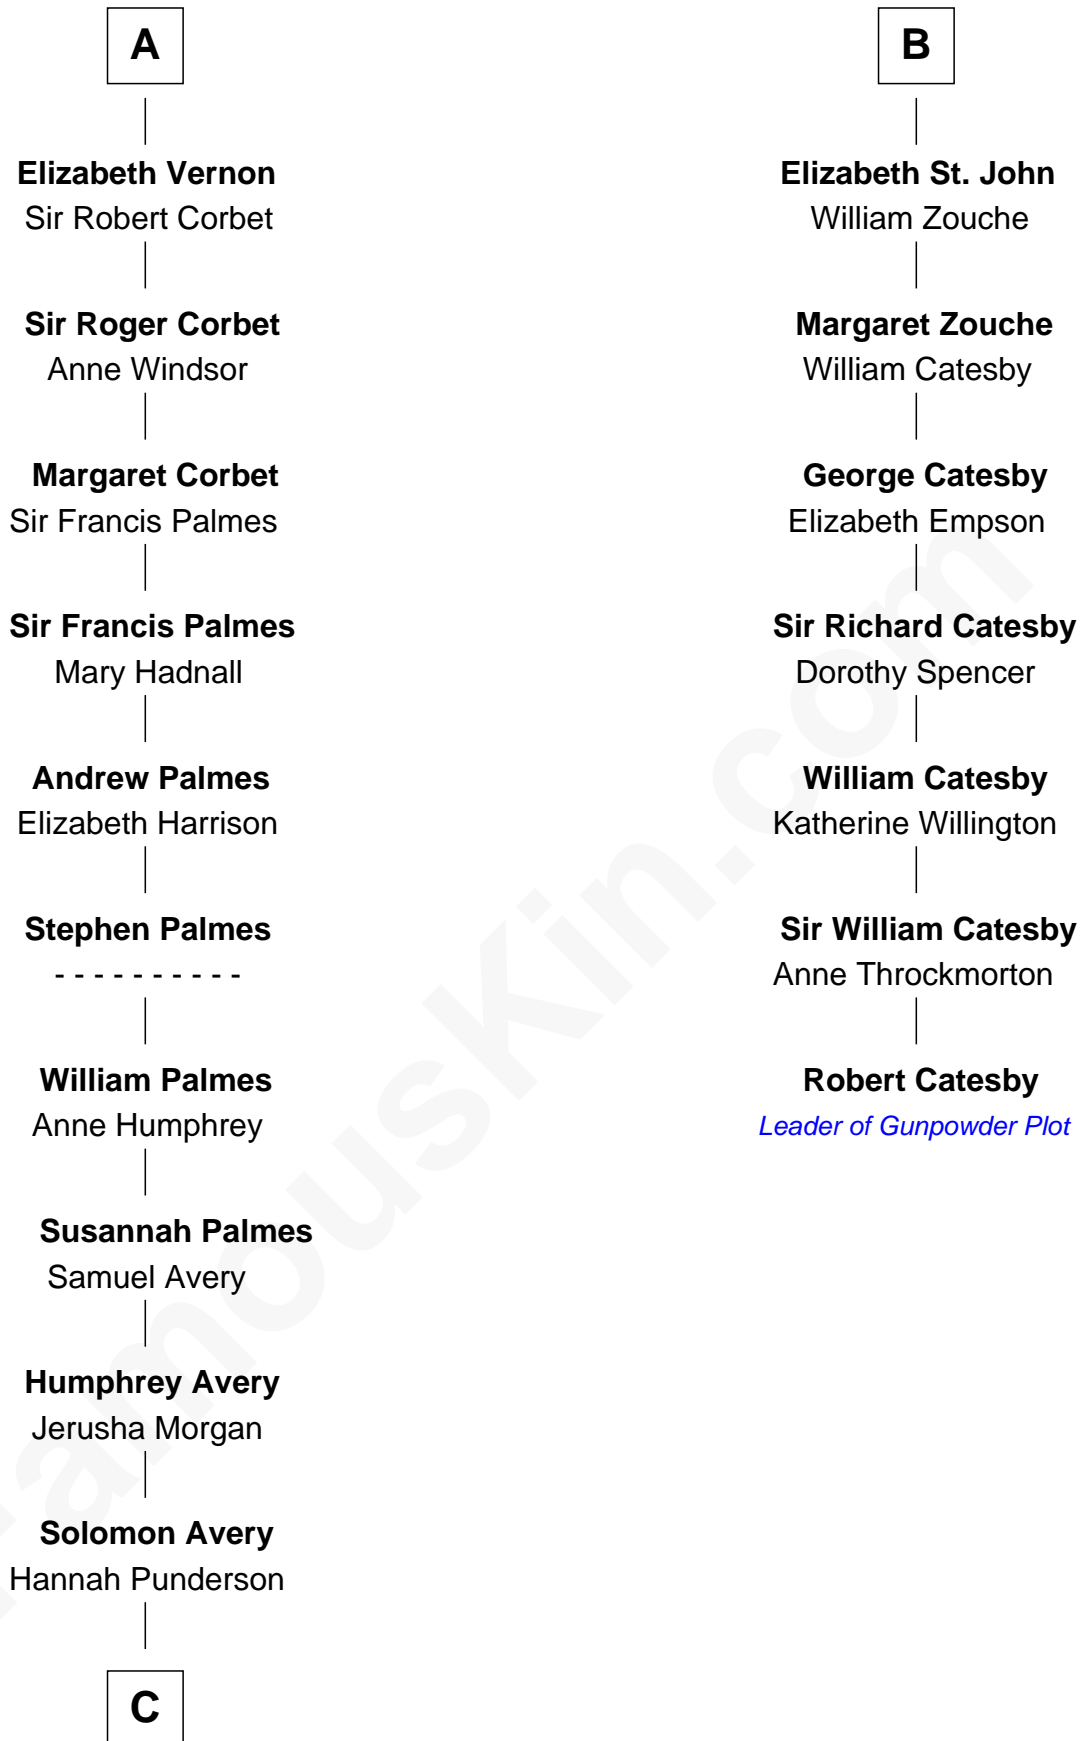 A
Elizabeth Vernon
Sir Robert Corbet
Sir Roger Corbet
Anne Windsor
Margaret Corbet
Sir Francis Palmes
Sir Francis Palmes
Mary Hadnall
Andrew Palmes
Elizabeth Harrison
Stephen Palmes
- - - - - - - - - -
William Palmes
Anne Humphrey
Susannah Palmes
Samuel Avery
Humphrey Avery
Jerusha Morgan
Solomon Avery
Hannah Punderson
C
B
Elizabeth St. John
William Zouche
Margaret Zouche
William Catesby
George Catesby
Elizabeth Empson
Sir Richard Catesby
Dorothy Spencer
William Catesby
Katherine Willington
Sir William Catesby
Anne Throckmorton
Robert Catesby
Leader of Gunpowder Plot
FamousKin.com